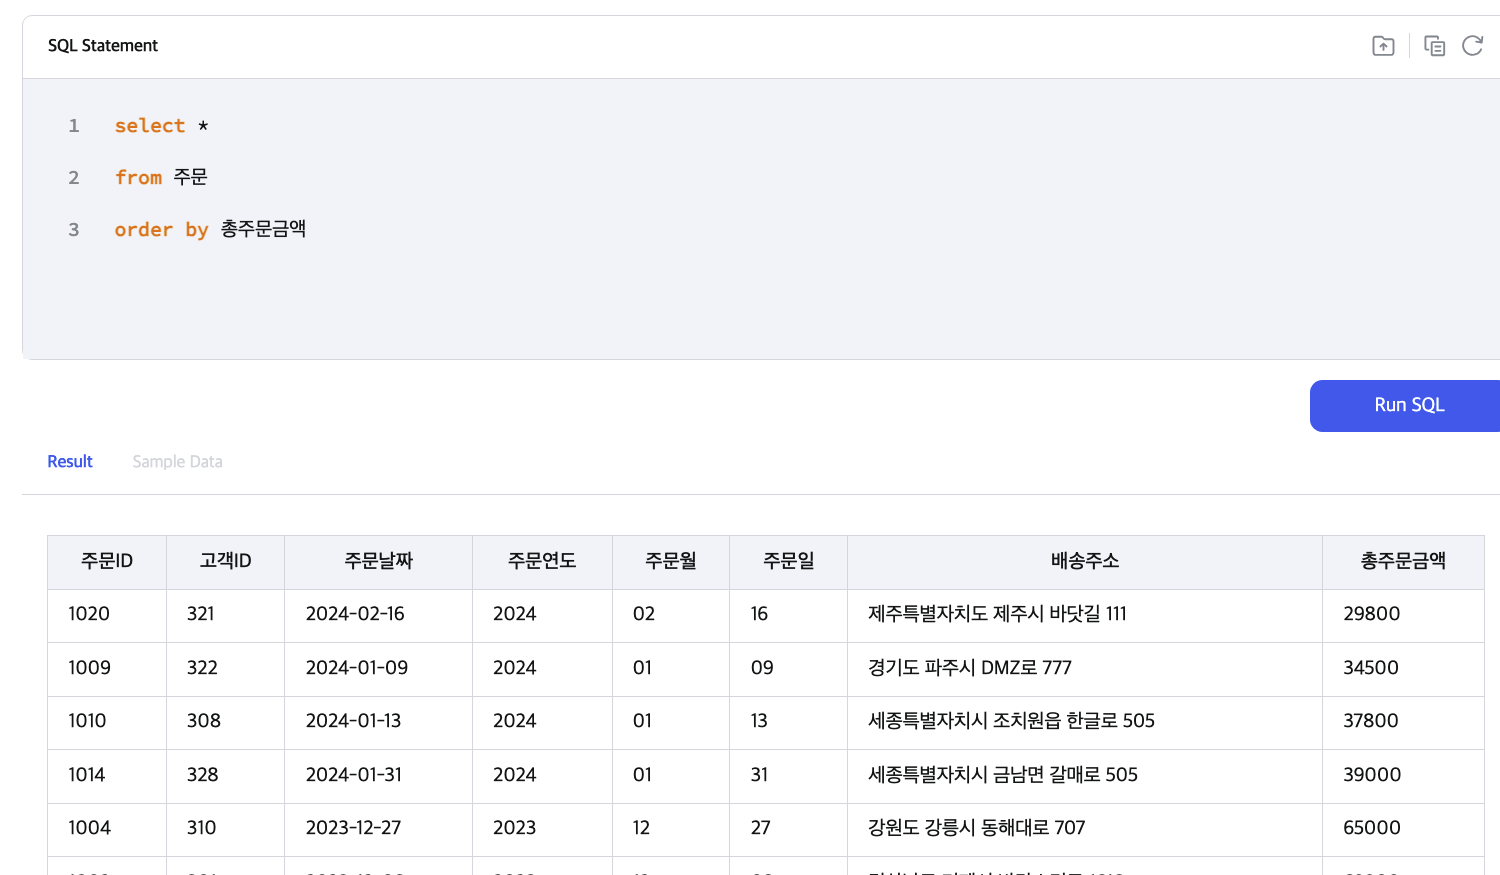 SQL Statement
1 select *
2 from 주문
3 order by 총주문금액
Run SQL
Result Sample Data
주문ID 고객ID 주문날짜 주문연도 주문월 주문일 배송주소 총주문금액
1020 321 2024-02-16 2024 02 16 제주특별자치도 제주시 바닷길 111 29800
1009 322 2024-01-09 2024 01 09 경기도 파주시 DMZ로 777 34500
1010 308 2024-01-13 2024 01 13 세종특별자치시 조치원읍 한글로 505 37800
1014 328 2024-01-31 2024 01 31 세종특별자치시 금남면 갈매로 505 39000
1004 310 2023-12-27 2023 12 27 강원도 강릉시 동해대로 707 65000